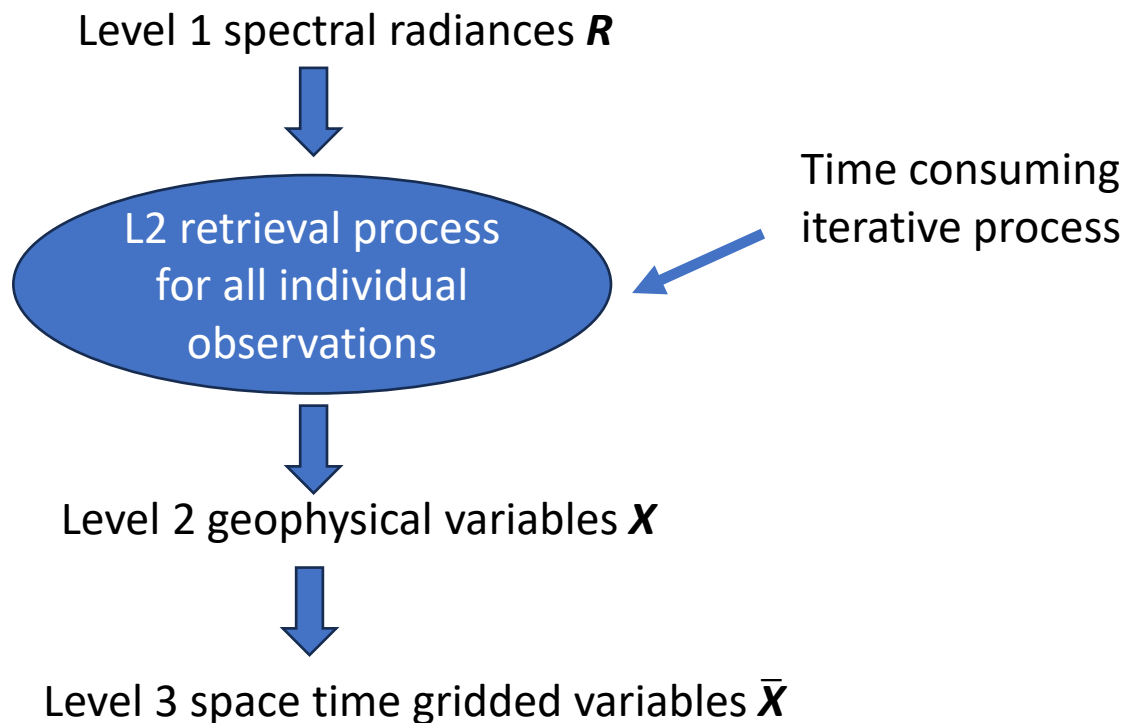 Level 1 spectral radiances R
Time consuming
iterative process
L2 retrieval process
for all individual
observations
Level 2 geophysical variables X
Level 3 space time gridded variables X̅